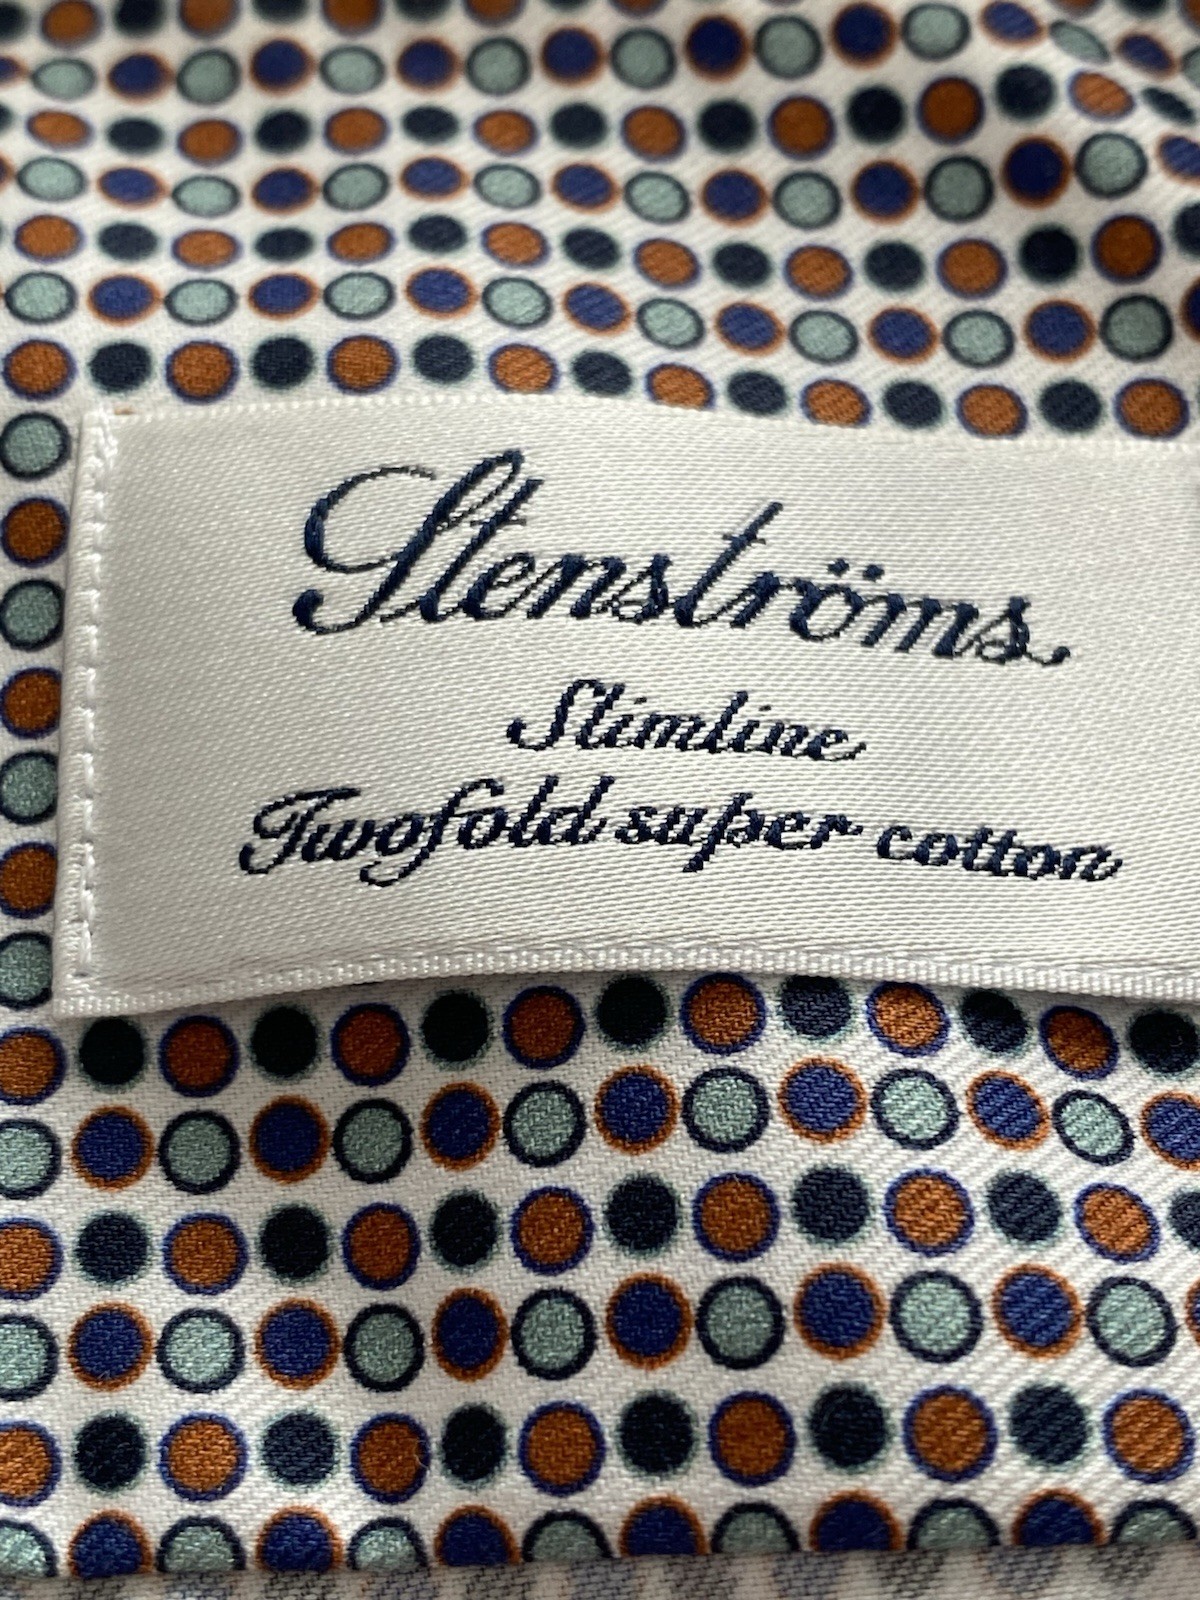 Stenströms
Slimline
Twofold super cotton